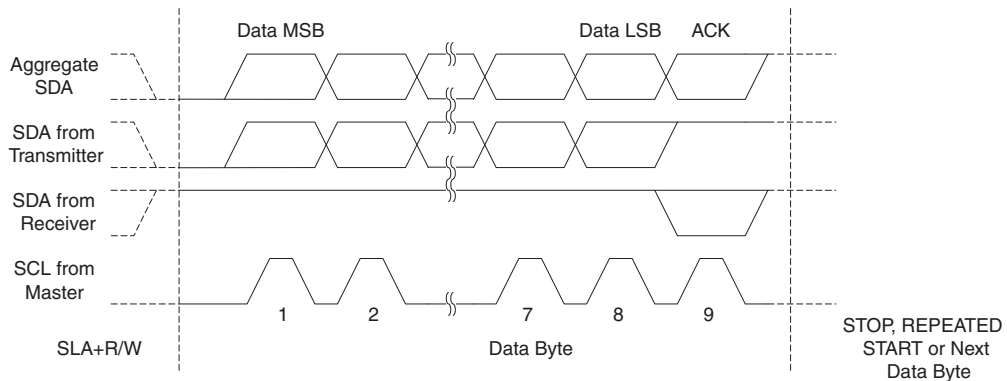 Data MSB
Data LSB
ACK
Aggregate
SDA
SDA from
Transmitter
SDA from
Receiver
SCL from
Master
1
2
7
8
9
SLA+R/W
Data Byte
STOP, REPEATED
START or Next
Data Byte